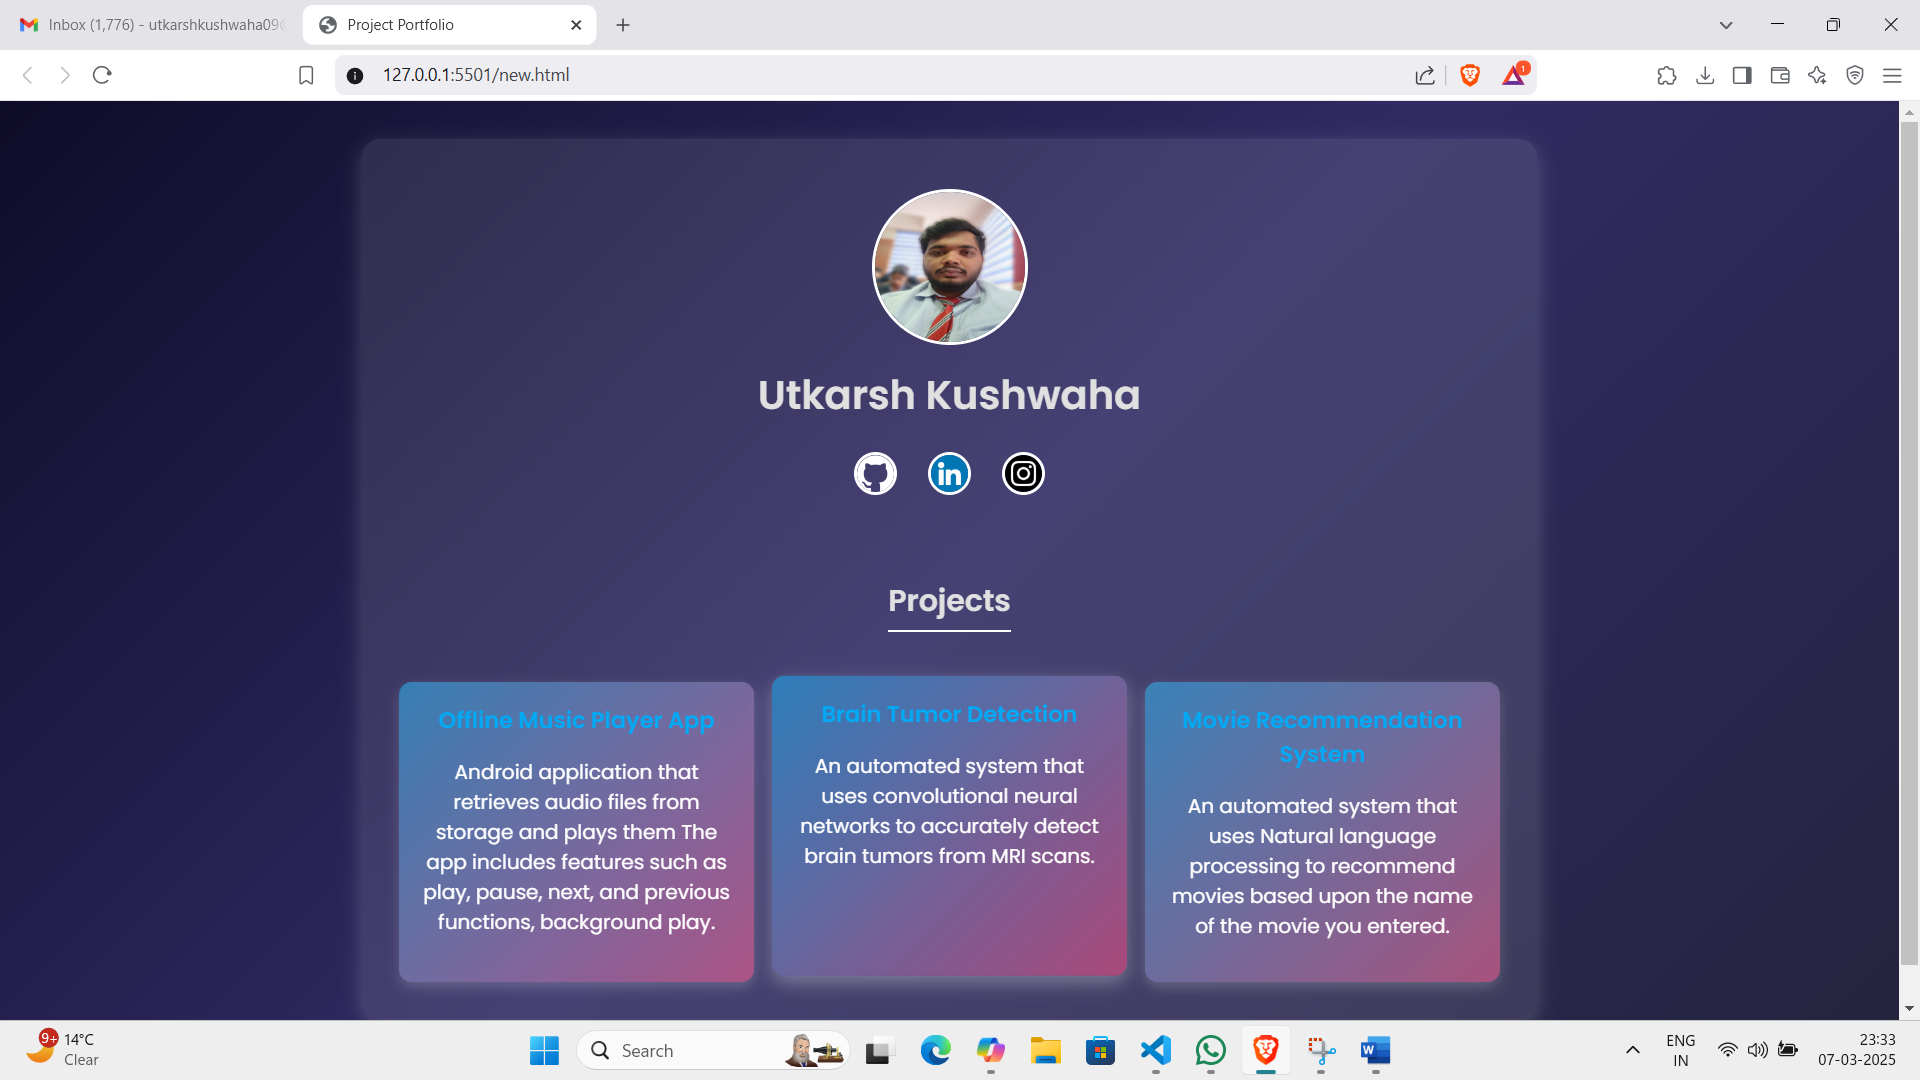 Inbox (1,776) - utkarshkushwaha09
Project Portfolio
127.0.0.1:5501/new.html
1
Utkarsh Kushwaha
in
Projects
Offline Music Player App
Android application that
retrieves audio files from
storage and plays them The
app includes features such as
play, pause, next, and previous
functions, background play.
Brain Tumor Detection
An automated system that
uses convolutional neural
networks to accurately detect
brain tumors from MRI scans.
Movie Recommendation
System
An automated system that
uses Natural language
processing to recommend
movies based upon the name
of the movie you entered.
9+
14°C
Clear
Search
W
ENG
IN
23:33
07-03-2025